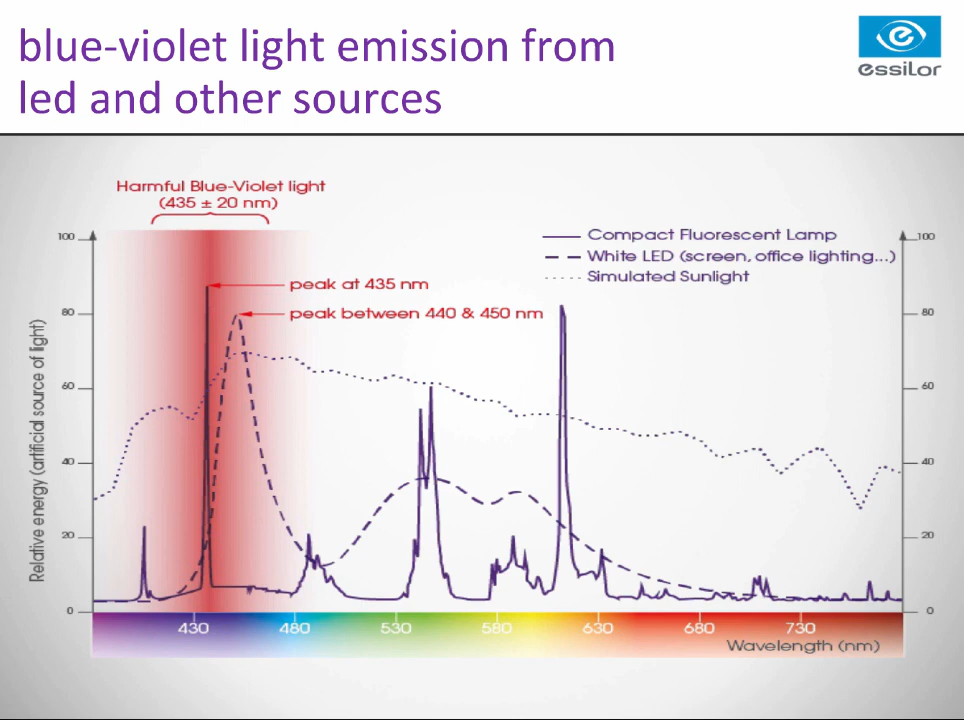 blue-violet light emission from
led and other sources
essilor
Harmful Blue-Violet light
(435 ± 20 nm)
Compact Fluorescent Lamp
White LED (screen, office lighting...)
Simulated Sunlight
peak at 435 nm
peak between 440 & 450 nm
Relative energy (artificial source of light)
100
80
60
40
20
0
100
80
60
40
20
0
430 480 530 580 630 680 730
Wavelength (nm)